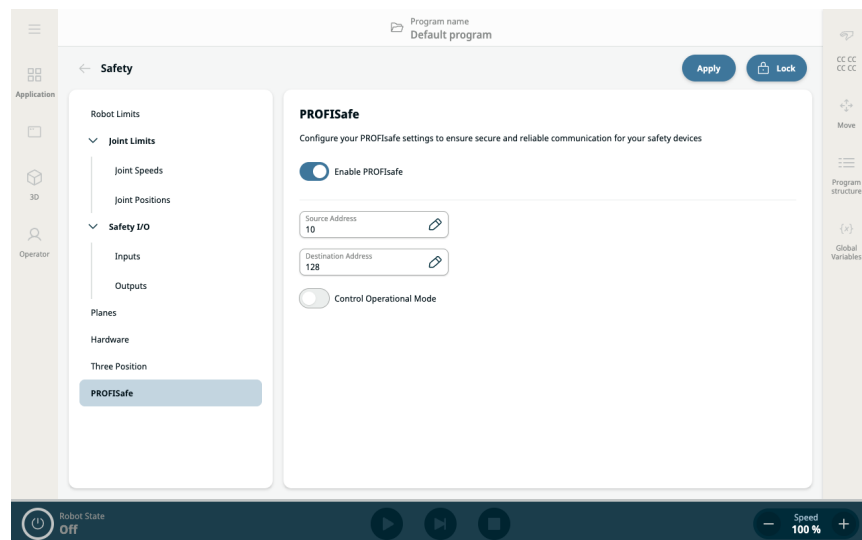 Program name
Default program
Safety
Apply
Lock
Application
3D
Operator
Robot Limits
Joint Limits
Joint Speeds
Joint Positions
Safety I/O
Inputs
Outputs
Planes
Hardware
Three Position
PROFISafe
PROFISafe
Configure your PROFIsafe settings to ensure secure and reliable communication for your safety devices
Enable PROFIsafe
Source Address
10
Destination Address
128
Control Operational Mode
CC CC
CC CC
Move
Program
structure
{x}
Global
Variables
Robot State
Off
Speed
100 %